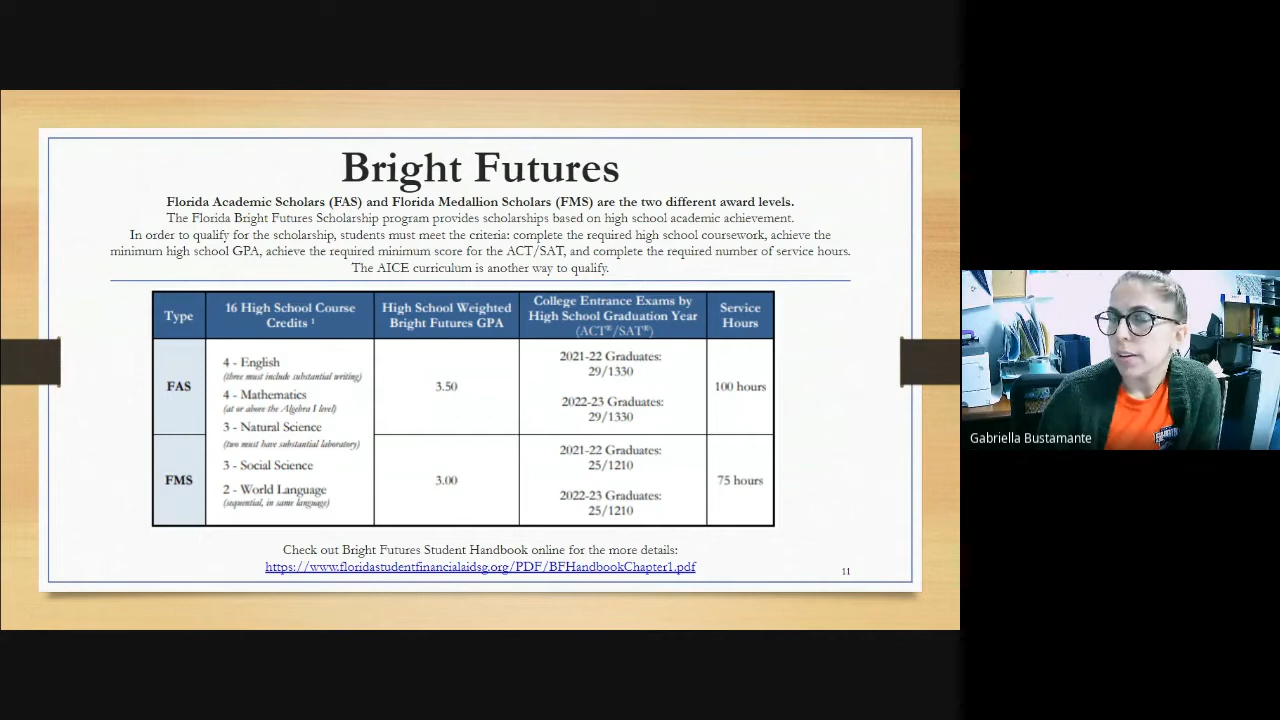 Bright Futures
Florida Academic Scholars (FAS) and Florida Medallion Scholars (FMS) are the two different award levels.
The Florida Bright Futures Scholarship program provides scholarships based on high school academic achievement.
In order to qualify for the scholarship, students must meet the criteria: complete the required high school coursework, achieve the
minimum high school GPA, achieve the required minimum score for the ACT/SAT, and complete the required number of service hours.
The AICE curriculum is another way to qualify.
Type
16 High School Course
Credits ¹
High School Weighted
Bright Futures GPA
College Entrance Exams by
High School Graduation Year
(ACT®/SAT®)
Service
Hours
FAS
4 - English
(three must include substantial writing)
4 - Mathematics
(at or above the Algebra I level)
3 - Natural Science
(two must have substantial laboratory)
3 - Social Science
2 - World Language
(sequential, in same language)
3.50
2021-22 Graduates:
29/1330
2022-23 Graduates:
29/1330
100 hours
FMS
3.00
2021-22 Graduates:
25/1210
2022-23 Graduates:
25/1210
75 hours
Check out Bright Futures Student Handbook online for the more details:
https://www.floridastudentfinancialaidsg.org/PDF/BFHandbookChapter1.pdf
11
Gabriella Bustamante